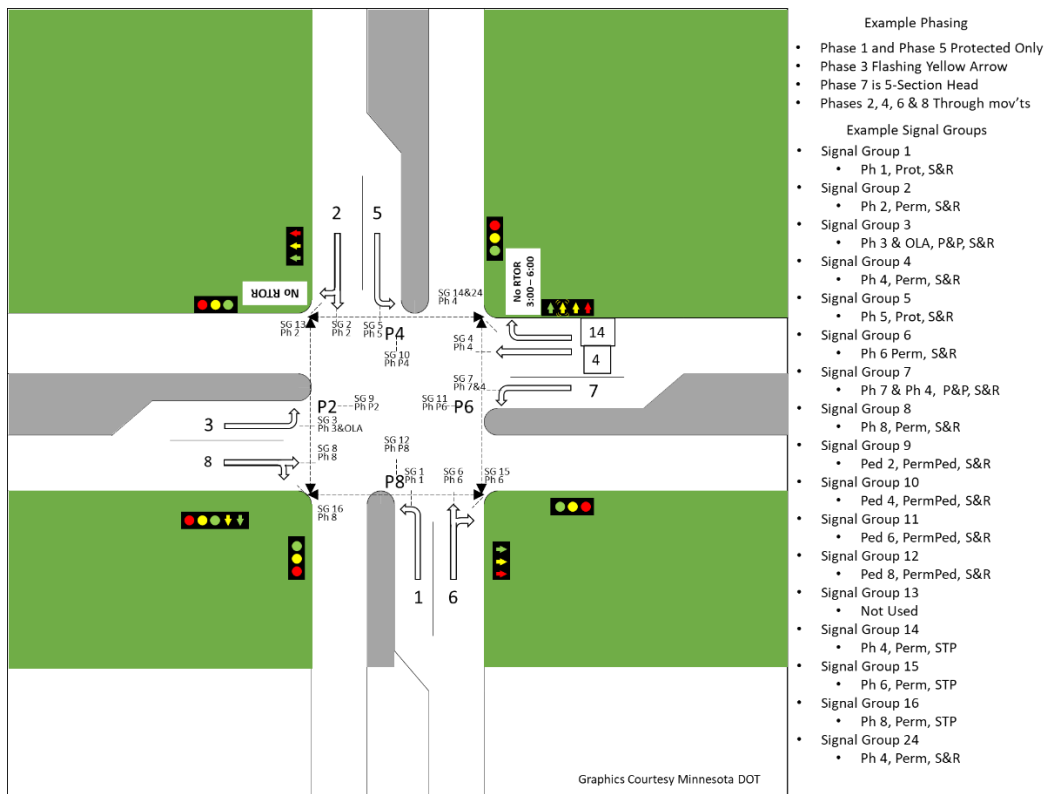 Example Phasing
• Phase 1 and Phase 5 Protected Only
• Phase 3 Flashing Yellow Arrow
• Phase 7 is 5-Section Head
• Phases 2, 4, 6 & 8 Through mov'ts
Example Signal Groups
• Signal Group 1
• Ph 1, Prot, S&R
• Signal Group 2
• Ph 2, Perm, S&R
• Signal Group 3
• Ph 3 & OLA, P&P, S&R
• Signal Group 4
• Ph 4, Perm, S&R
• Signal Group 5
• Ph 5, Prot, S&R
• Signal Group 6
• Ph 6 Perm, S&R
• Signal Group 7
• Ph 7 & Ph 4, P&P, S&R
• Signal Group 8
• Ph 8, Perm, S&R
• Signal Group 9
• Ped 2, PermPed, S&R
• Signal Group 10
• Ped 4, PermPed, S&R
• Signal Group 11
• Ped 6, PermPed, S&R
• Signal Group 12
• Ped 8, PermPed, S&R
• Signal Group 13
• Not Used
• Signal Group 14
• Ph 4, Perm, STP
• Signal Group 15
• Ph 6, Perm, STP
• Signal Group 16
• Ph 8, Perm, STP
• Signal Group 24
• Ph 4, Perm, S&R
2
5
No RTOR
No RTOR
3:00 – 6:00
SG 14&24
Ph 4
SG 13
Ph 2
SG 2
Ph 2
SG 5
Ph 5
P4
SG 10
Ph P4
SG 4
Ph 4
14
4
SG 7
Ph 7&4
7
P2
SG 9
Ph P2
SG 11
Ph P6
P6
3
SG 3
Ph 3&OLA
8
SG 8
Ph 8
SG 12
Ph P8
P8
SG 1
Ph 1
SG 6
Ph 6
SG 15
Ph 6
SG 16
Ph 8
1
6
Graphics Courtesy Minnesota DOT